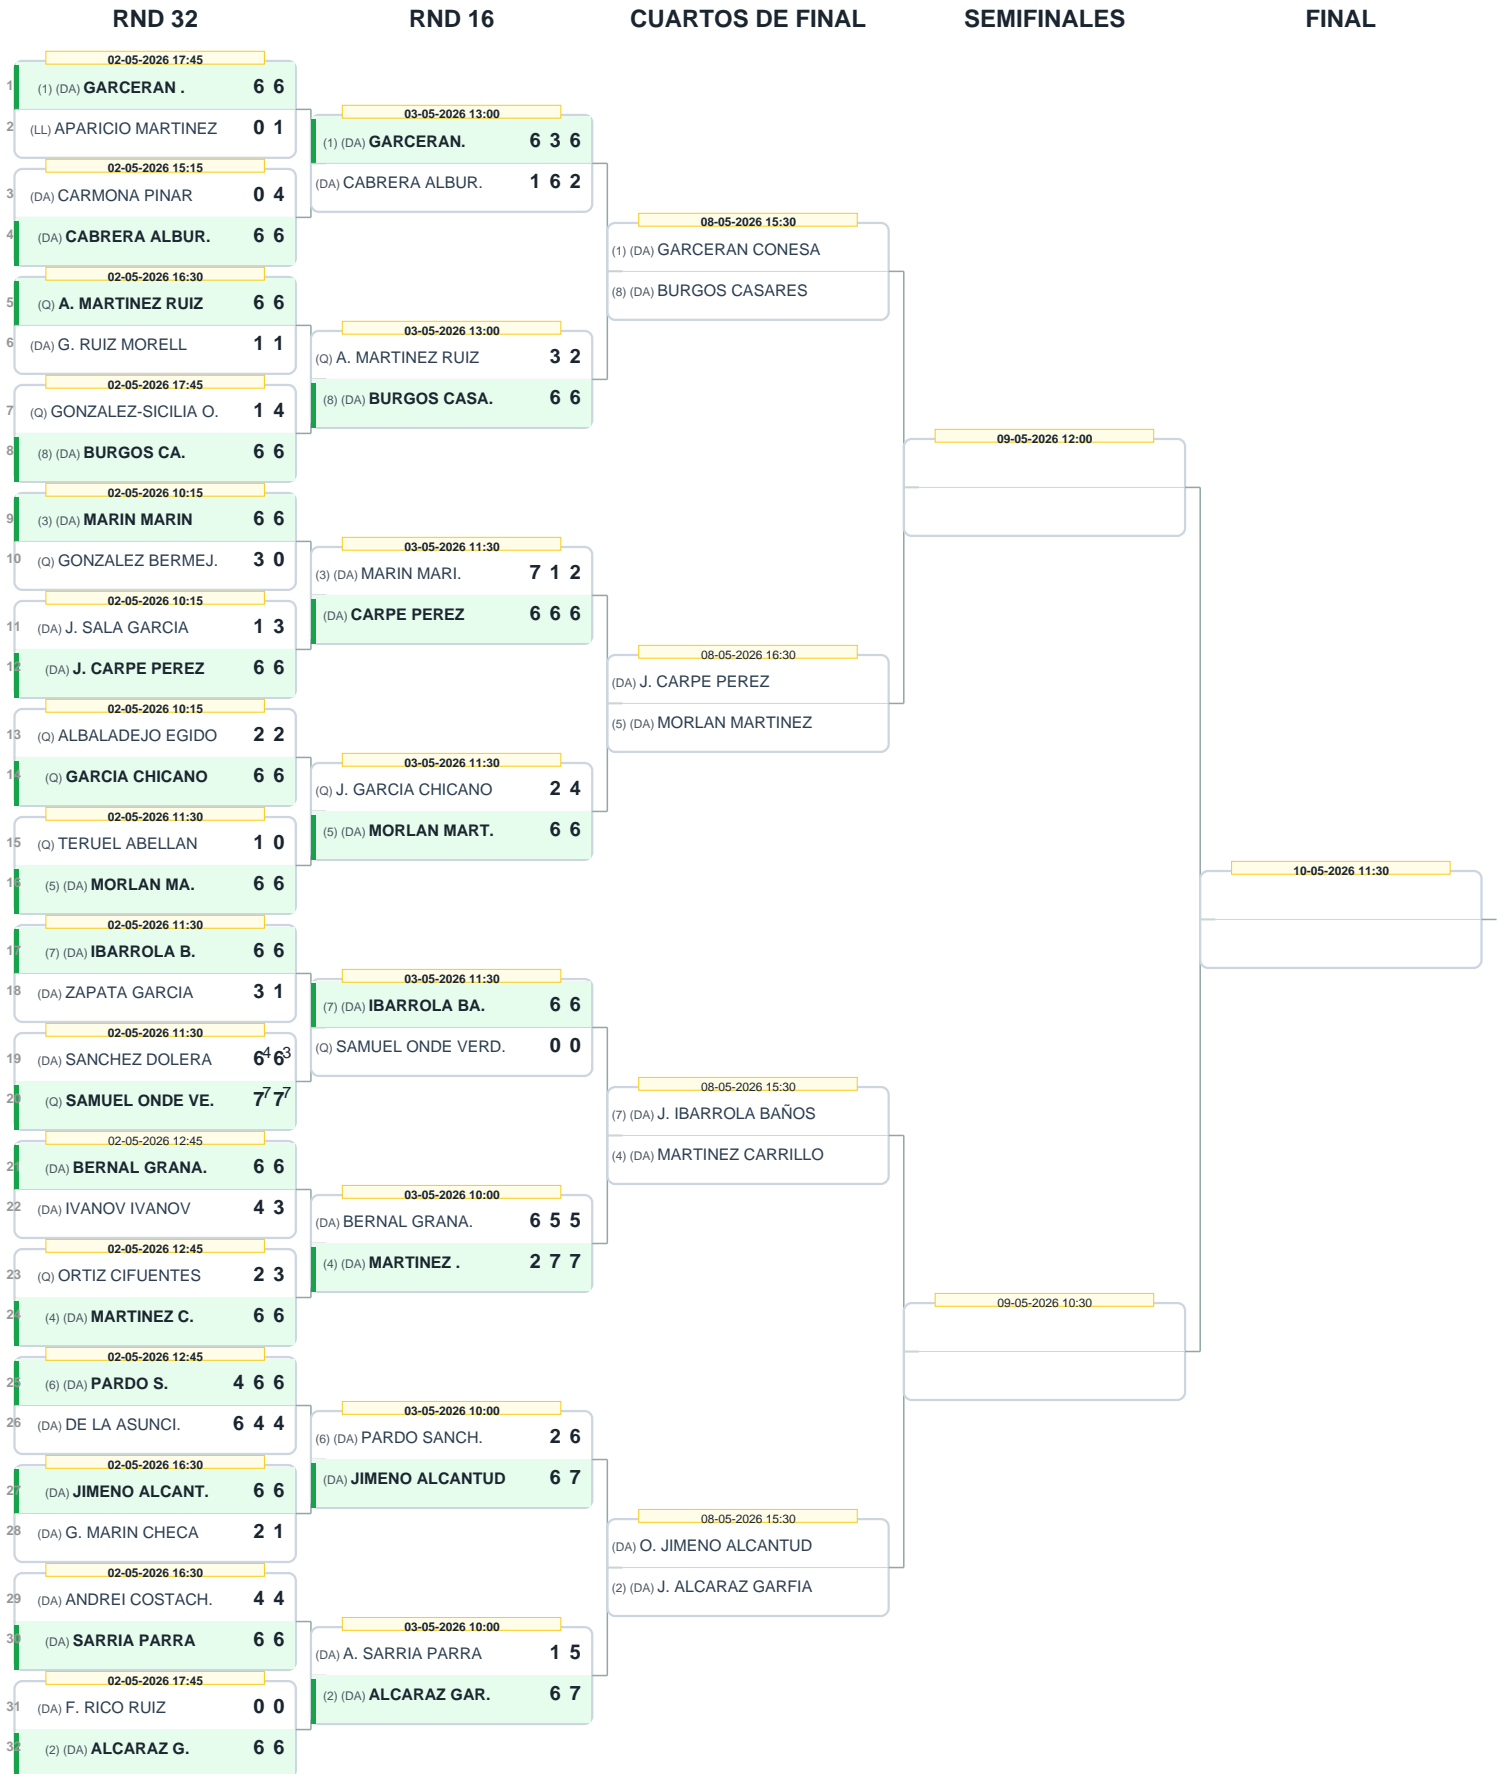 RND 32
RND 16
CUARTOS DE FINAL
SEMIFINALES
FINAL
02-05-2026 17:45
1 (1) (DA) GARCERAN . 6 6
2 (LL) APARICIO MARTINEZ 0 1
02-05-2026 15:15
3 (DA) CARMONA PINAR 0 4
4 (DA) CABRERA ALBUR. 6 6
02-05-2026 16:30
5 (Q) A. MARTINEZ RUIZ 6 6
6 (DA) G. RUIZ MORELL 1 1
02-05-2026 17:45
7 (Q) GONZALEZ-SICILIA O. 1 4
8 (8) (DA) BURGOS CA. 6 6
02-05-2026 10:15
9 (3) (DA) MARIN MARIN 6 6
10 (Q) GONZALEZ BERMEJ. 3 0
02-05-2026 10:15
11 (DA) J. SALA GARCIA 1 3
12 (DA) J. CARPE PEREZ 6 6
02-05-2026 10:15
13 (Q) ALBALADEJO EGIDO 2 2
14 (Q) GARCIA CHICANO 6 6
02-05-2026 11:30
15 (Q) TERUEL ABELLAN 1 0
16 (5) (DA) MORLAN MA. 6 6
02-05-2026 11:30
17 (7) (DA) IBARROLA B. 6 6
18 (DA) ZAPATA GARCIA 3 1
02-05-2026 11:30
19 (DA) SANCHEZ DOLERA 6 4 6 3
20 (Q) SAMUEL ONDE VE. 7 7 7 7
02-05-2026 12:45
21 (DA) BERNAL GRANA. 6 6
22 (DA) IVANOV IVANOV 4 3
02-05-2026 12:45
23 (Q) ORTIZ CIFUENTES 2 3
24 (4) (DA) MARTINEZ C. 6 6
02-05-2026 12:45
25 (6) (DA) PARDO S. 4 6 6
26 (DA) DE LA ASUNCI. 6 4 4
02-05-2026 16:30
27 (DA) JIMENO ALCANT. 6 6
28 (DA) G. MARIN CHECA 2 1
02-05-2026 16:30
29 (DA) ANDREI COSTACH. 4 4
30 (DA) SARRIA PARRA 6 6
02-05-2026 17:45
31 (DA) F. RICO RUIZ 0 0
32 (2) (DA) ALCARAZ G. 6 6
03-05-2026 13:00
(1) (DA) GARCERAN. 6 3 6
(DA) CABRERA ALBUR. 1 6 2
03-05-2026 13:00
(Q) A. MARTINEZ RUIZ 3 2
(8) (DA) BURGOS CASA. 6 6
03-05-2026 11:30
(3) (DA) MARIN MARI. 7 1 2
(DA) CARPE PEREZ 6 6 6
03-05-2026 11:30
(Q) J. GARCIA CHICANO 2 4
(5) (DA) MORLAN MART. 6 6
03-05-2026 11:30
(7) (DA) IBARROLA BA. 6 6
(Q) SAMUEL ONDE VERD. 0 0
03-05-2026 10:00
(DA) BERNAL GRANA. 6 5 5
(4) (DA) MARTINEZ . 2 7 7
03-05-2026 10:00
(6) (DA) PARDO SANCH. 2 6
(DA) JIMENO ALCANTUD 6 7
03-05-2026 10:00
(DA) A. SARRIA PARRA 1 5
(2) (DA) ALCARAZ GAR. 6 7
08-05-2026 15:30
(1) (DA) GARCERAN CONESA
(8) (DA) BURGOS CASARES
08-05-2026 16:30
(DA) J. CARPE PEREZ
(5) (DA) MORLAN MARTINEZ
08-05-2026 15:30
(7) (DA) J. IBARROLA BAÑOS
(4) (DA) MARTINEZ CARRILLO
08-05-2026 15:30
(DA) O. JIMENO ALCANTUD
(2) (DA) J. ALCARAZ GARFIA
09-05-2026 12:00
09-05-2026 10:30
10-05-2026 11:30